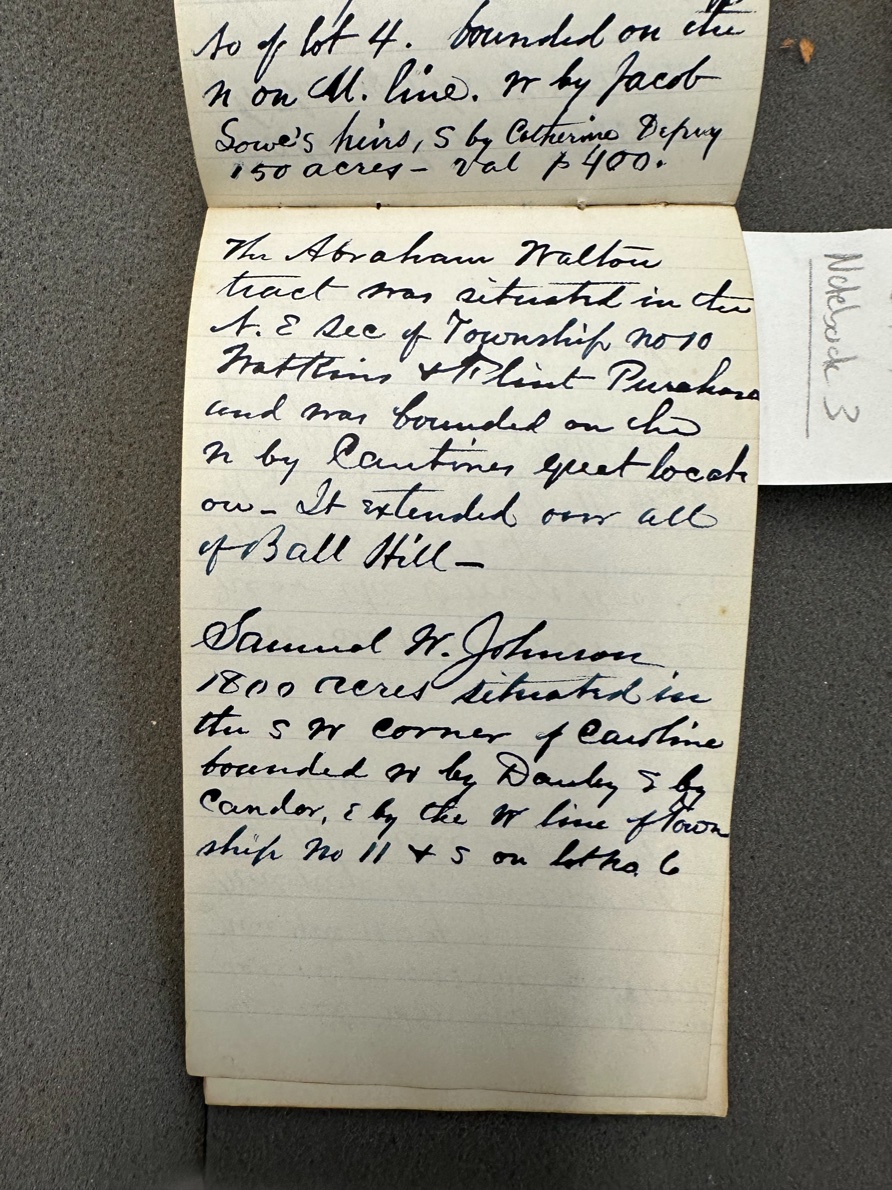 so of lot 4. bounded on the
n on M. line. W by Jacob
Sowe's heirs, S by Catherine Depuy
150 acres - Val $400.
The Abraham Walton
tract was situated in the
N. E Sec of Township no 10
Watkins & Flint Purchase
and was bounded on the
n by Cantines great locati
on - It extended over all
of Ball Hill -
Samuel W. Johnson
1800 acres situated in
the S W corner of Caroline
bounded W by Danby S by
Candor, E by the W line of Town
ship No 11 & S on lot no. 6
Notebook 3